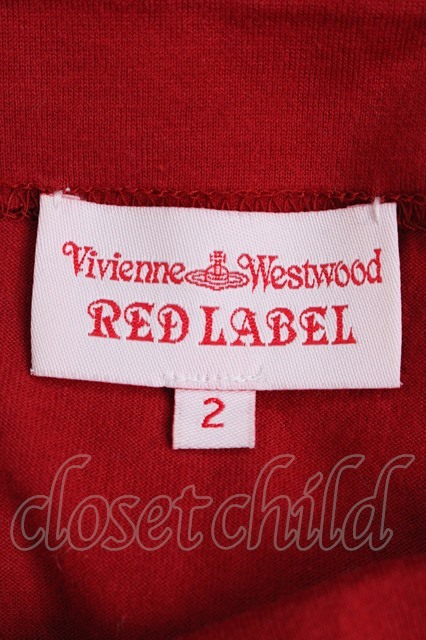 Vivienne Westwood
RED LABEL
2
closetchild